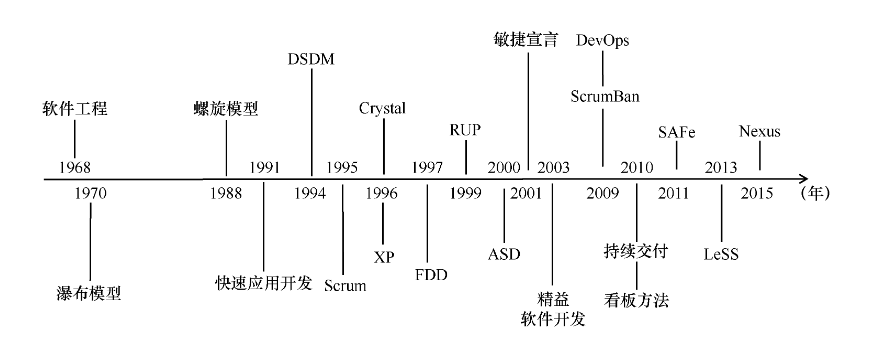 敏捷宣言 DevOps
DSDM
ScrumBan
软件工程 螺旋模型 Crystal
RUP SAFe Nexus
1968 1991 1995 1997 2000 2003 2010 2013
1970 1988 1994 1996 1999 2001 2009 2011 2015 (年)
XP ASD 持续交付 LeSS
瀑布模型 快速应用开发 Scrum FDD 精益 看板方法
软件开发